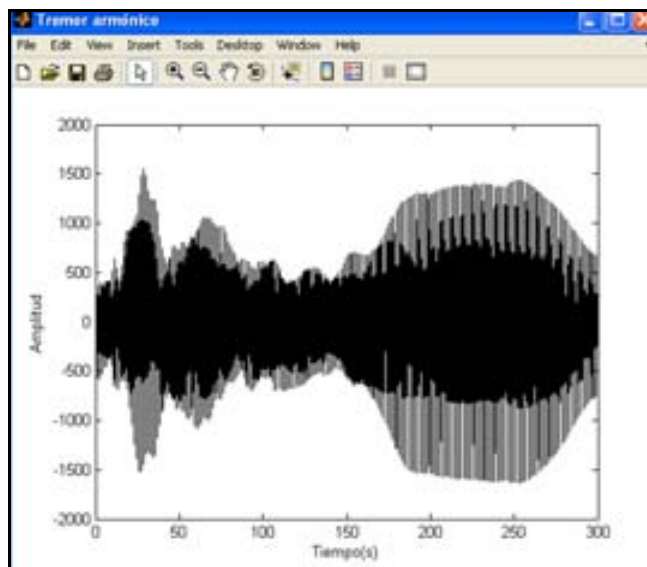 Tremor armónico
File Edit View Insert Tools Desktop Window Help
2000
1500
1000
500
0
-500
-1000
-1500
-2000
Amplitud
0 50 100 150 200 250 300
Tiempo(s)